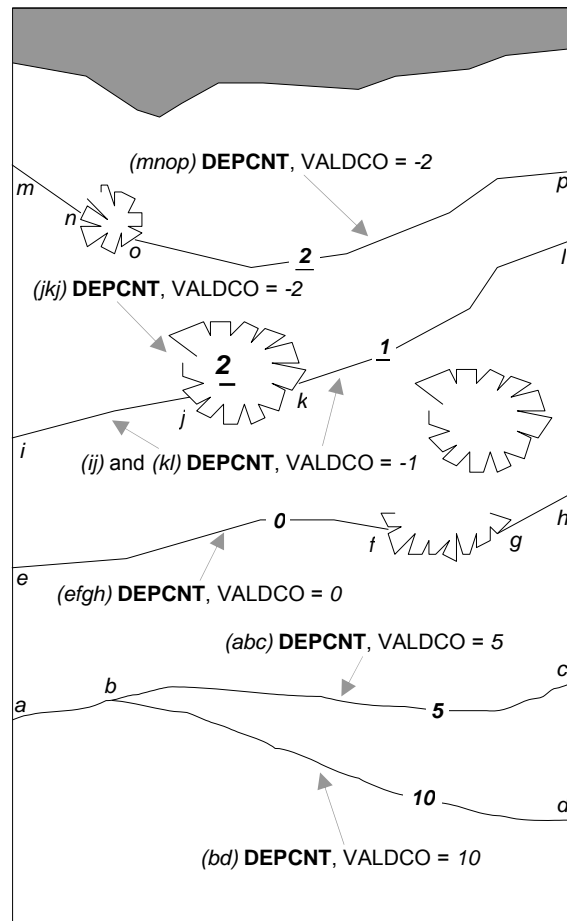 (mnop) DEPCNT, VALDCO = -2
m
p
n
o
2
l
(jkj) DEPCNT, VALDCO = -2
1
2
k
j
i
(ij) and (kl) DEPCNT, VALDCO = -1
h
0
f
g
e
(efgh) DEPCNT, VALDCO = 0
(abc) DEPCNT, VALDCO = 5
c
b
a
5
10
d
(bd) DEPCNT, VALDCO = 10